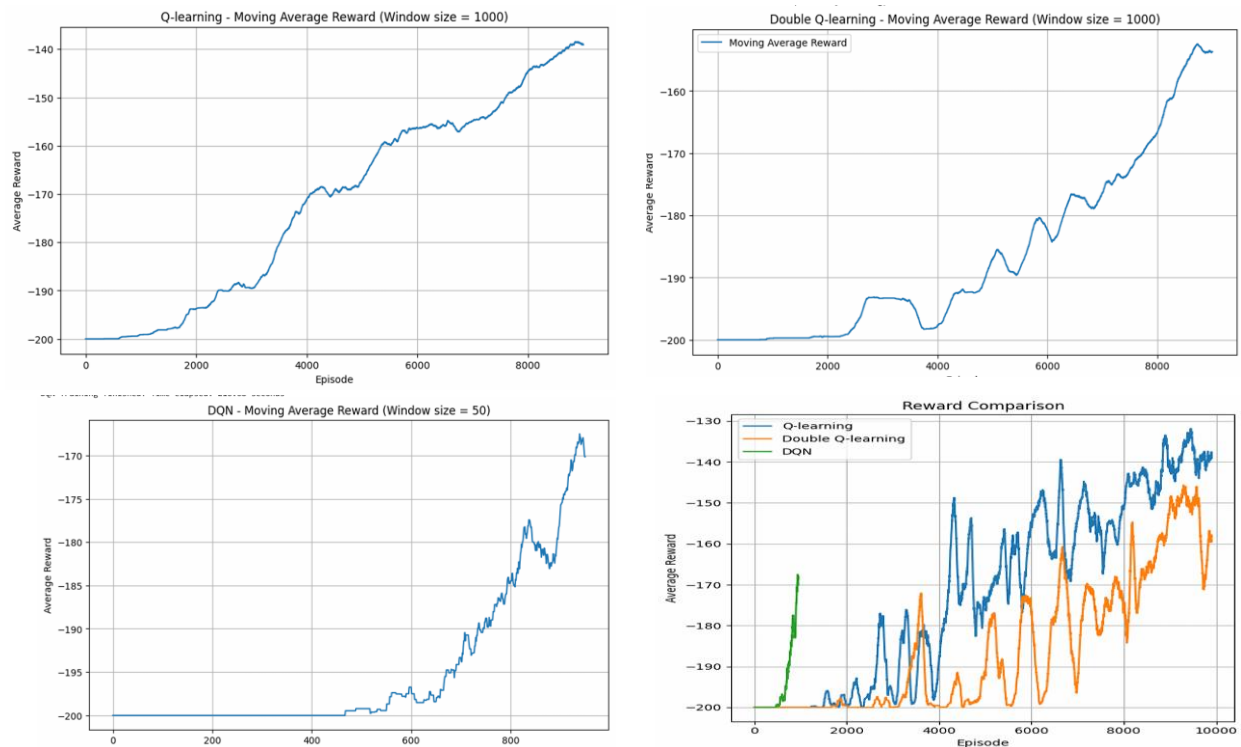 Q-learning - Moving Average Reward (Window size = 1000)
Average Reward
−140
−150
−160
−170
−180
−190
−200
0 2000 4000 6000 8000
Episode
Double Q-learning - Moving Average Reward (Window size = 1000)
Moving Average Reward
Average Reward
−160
−170
−180
−190
−200
0 2000 4000 6000 8000
DQN - Moving Average Reward (Window size = 50)
Average Reward
−170
−175
−180
−185
−190
−195
−200
0 200 400 600 800
Reward Comparison
Q-learning
Double Q-learning
DQN
Average Reward
−130
−140
−150
−160
−170
−180
−190
−200
0 2000 4000 6000 8000 10000
Episode